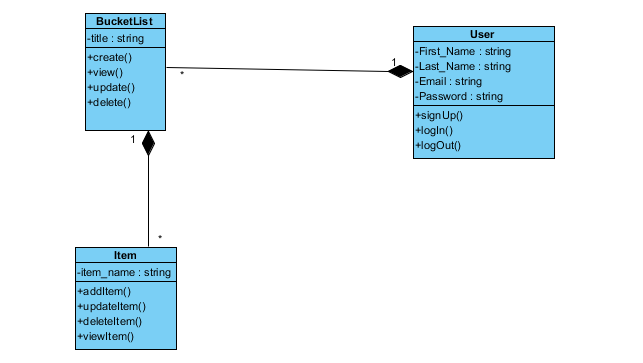 BucketList
-title : string
+create()
+view()
+update()
+delete()
*
1
User
-First_Name : string
-Last_Name : string
-Email : string
-Password : string
+signUp()
+logIn()
+logOut()
1
*
Item
-item_name : string
+addItem()
+updateItem()
+deleteItem()
+viewItem()